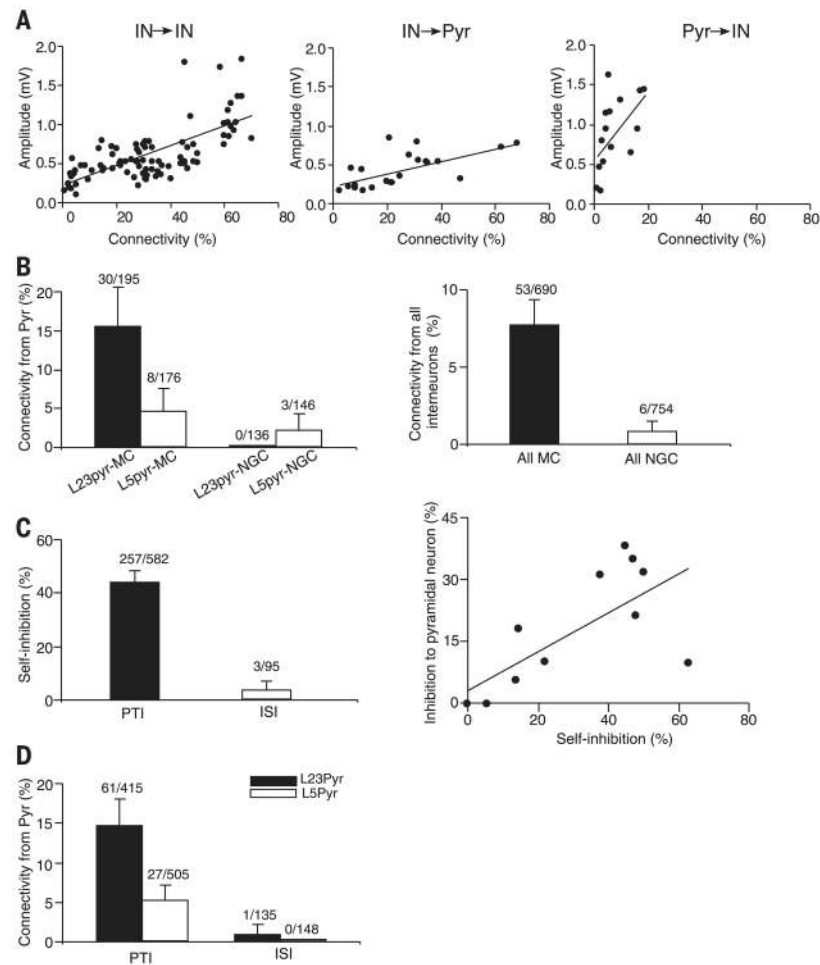 A
IN→IN
IN→Pyr
Pyr→IN
Amplitude (mV)
2.0
1.5
1.0
0.5
0.0
0
20
40
60
80
Connectivity (%)
Amplitude (mV)
2.0
1.5
1.0
0.5
0.0
0
20
40
60
80
Connectivity (%)
Amplitude (mV)
2.0
1.5
1.0
0.5
0.0
0
20
40
60
80
Connectivity (%)
B
Connectivity from Pyr (%)
20
15
10
5
0
30/195
8/176
0/136
3/146
L23pyr-MC
L5pyr-MC
L23pyr-NGC
L5pyr-NGC
Connectivity from all
interneurons (%)
10
5
0
53/690
6/754
All MC
All NGC
C
Self-inhibition (%)
60
40
20
0
257/582
3/95
PTI
ISI
Inhibition to pyramidal neuron (%)
45
30
15
0
0
20
40
60
80
Self-inhibition (%)
D
Connectivity from Pyr (%)
20
15
10
5
0
61/415
27/505
1/135
0/148
L23Pyr
L5Pyr
PTI
ISI